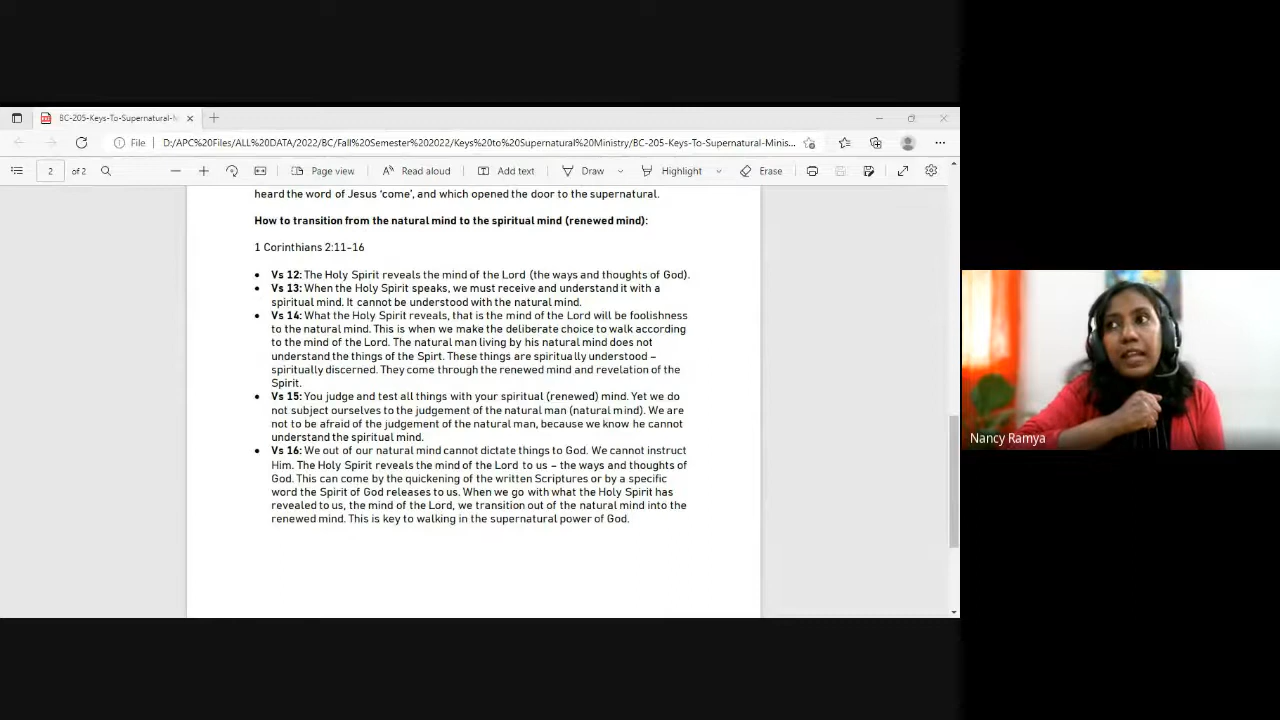 BC-205-Keys-To-Supernatural-M
File D:/APC%20Files/ALL%20DATA/2022/BC/Fall%20Semester%202022/Keys%20to%20Supernatural%20Ministry/BC-205-Keys-To-Supernatural-Minis...
2 of 2 Page view Read aloud Add text Draw Highlight Erase
heard the word of Jesus ‘come’, and which opened the door to the supernatural.
How to transition from the natural mind to the spiritual mind (renewed mind):
1 Corinthians 2:11-16
• Vs 12: The Holy Spirit reveals the mind of the Lord (the ways and thoughts of God).
• Vs 13: When the Holy Spirit speaks, we must receive and understand it with a
spiritual mind. It cannot be understood with the natural mind.
• Vs 14: What the Holy Spirit reveals, that is the mind of the Lord will be foolishness
to the natural mind. This is when we make the deliberate choice to walk according
to the mind of the Lord. The natural man living by his natural mind does not
understand the things of the Spirt. These things are spiritually understood –
spiritually discerned. They come through the renewed mind and revelation of the
Spirit.
• Vs 15: You judge and test all things with your spiritual (renewed) mind. Yet we do
not subject ourselves to the judgement of the natural man (natural mind). We are
not to be afraid of the judgement of the natural man, because we know he cannot
understand the spiritual mind.
• Vs 16: We out of our natural mind cannot dictate things to God. We cannot instruct
Him. The Holy Spirit reveals the mind of the Lord to us – the ways and thoughts of
God. This can come by the quickening of the written Scriptures or by a specific
word the Spirit of God releases to us. When we go with what the Holy Spirit has
revealed to us, the mind of the Lord, we transition out of the natural mind into the
renewed mind. This is key to walking in the supernatural power of God.
Nancy Ramya